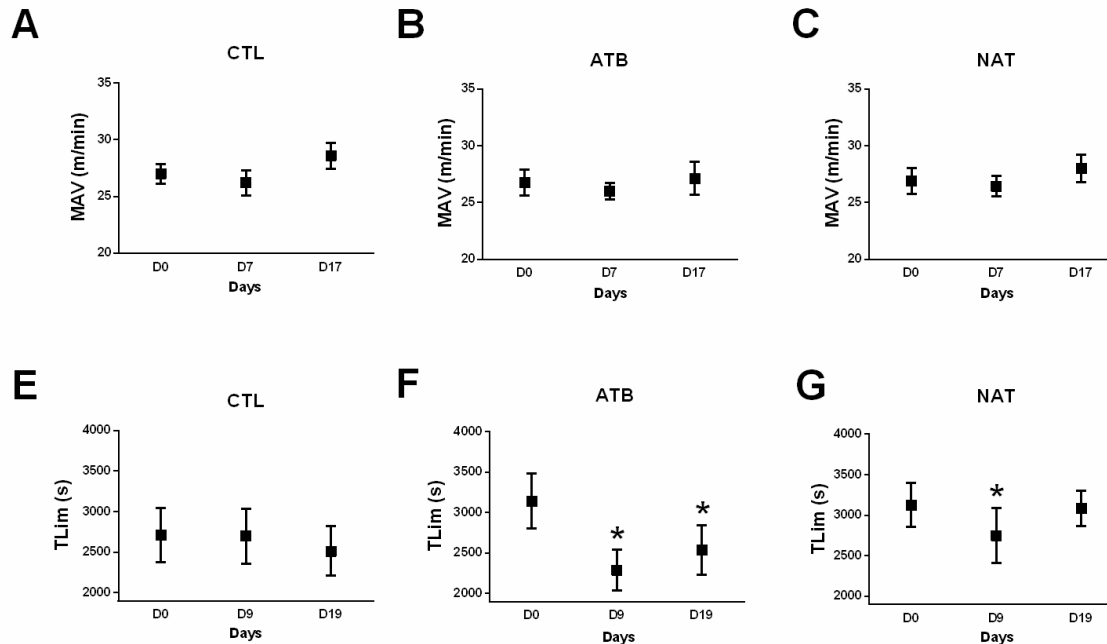 A
CTL
35
30
25
20
MAV (m/min)
D0 D7 D17
Days
B
ATB
35
30
25
20
MAV (m/min)
D0 D7 D17
Days
C
NAT
35
30
25
20
MAV (m/min)
D0 D7 D17
Days
E
CTL
4000
3500
3000
2500
2000
TLim (s)
D0 D9 D19
Days
F
ATB
4000
3500
3000
2500
2000
TLim (s)
* *
D0 D9 D19
Days
G
NAT
4000
3500
3000
2500
2000
TLim (s)
*
D0 D9 D19
Days